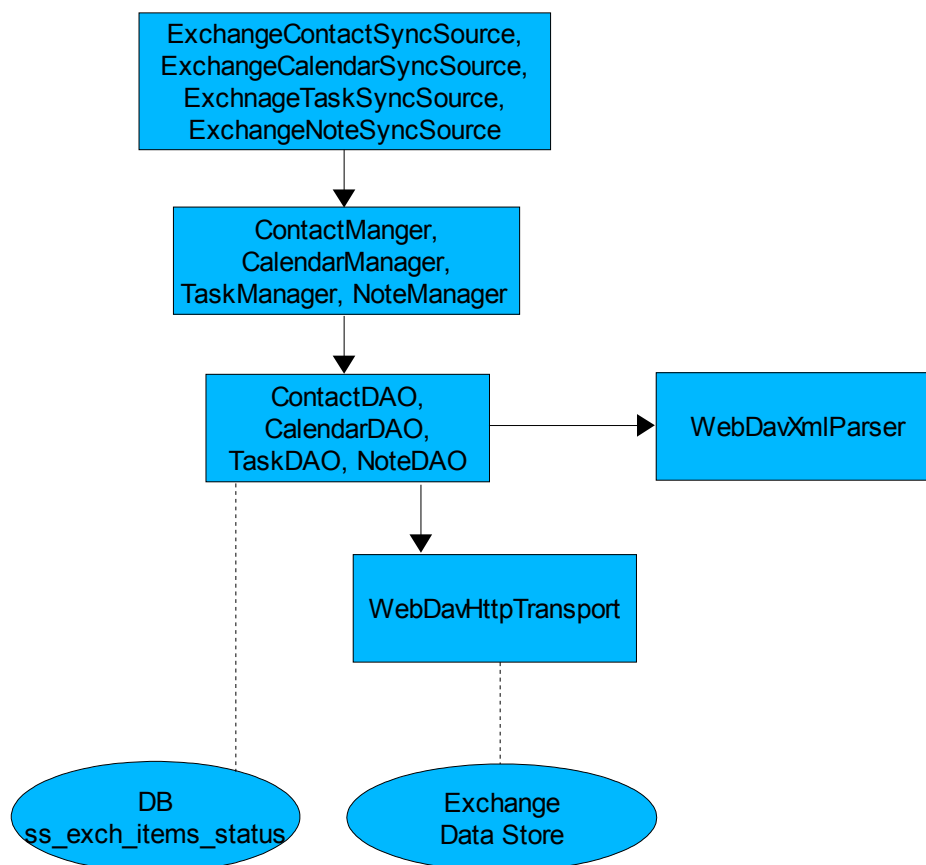 ExchangeContactSyncSource,
ExchangeCalendarSyncSource,
ExchnageTaskSyncSource,
ExchangeNoteSyncSource
ContactManger,
CalendarManager,
TaskManager, NoteManager
ContactDAO,
CalendarDAO,
TaskDAO, NoteDAO
WebDavXmlParser
WebDavHttpTransport
DB
ss_exch_items_status
Exchange
Data Store